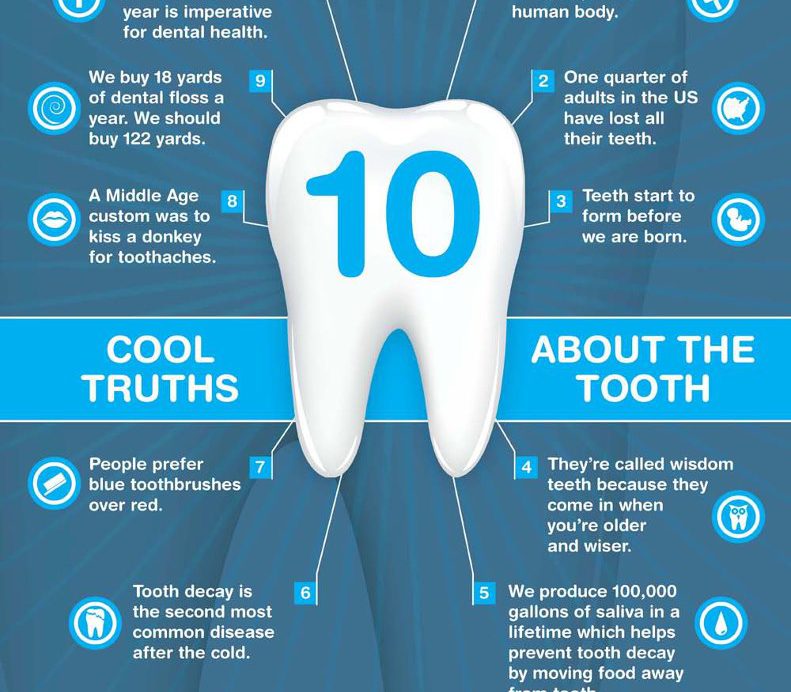 year is imperative
for dental health.
human body.
9
We buy 18 yards
of dental floss a
year. We should
buy 122 yards.
2
One quarter of
adults in the US
have lost all
their teeth.
8
A Middle Age
custom was to
kiss a donkey
for toothaches.
3
Teeth start to
form before
we are born.
10
COOL
TRUTHS
ABOUT THE
TOOTH
7
People prefer
blue toothbrushes
over red.
4
They're called wisdom
teeth because they
come in when
you're older
and wiser.
6
Tooth decay is
the second most
common disease
after the cold.
5
We produce 100,000
gallons of saliva in a
lifetime which helps
prevent tooth decay
by moving food away
from teeth